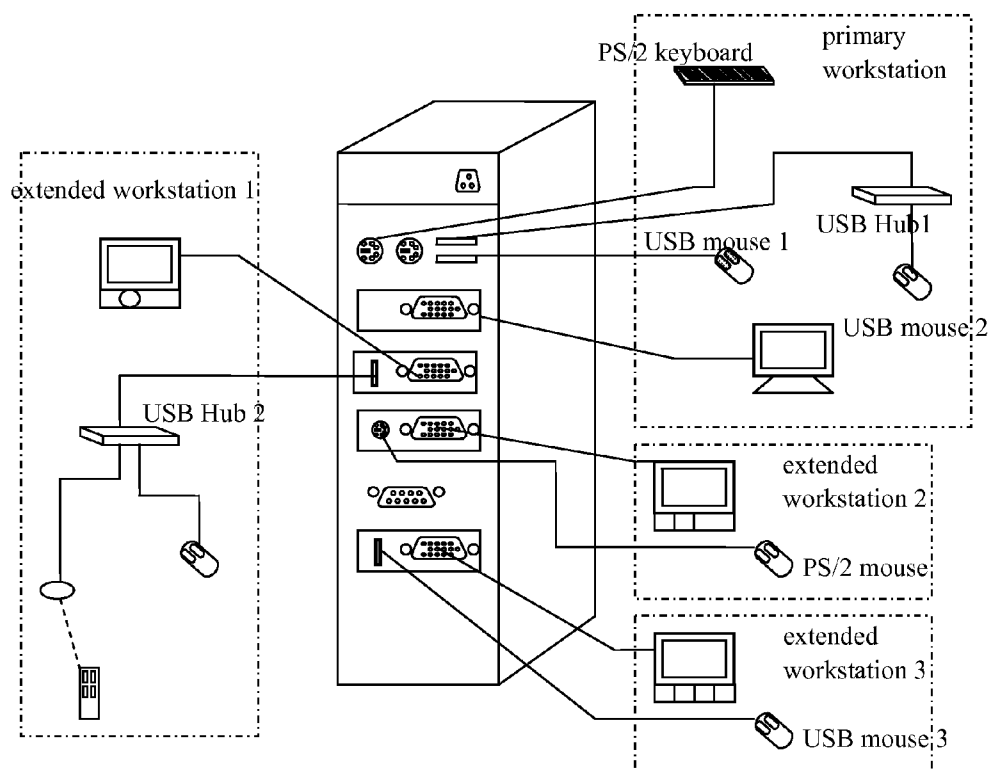 PS/2 keyboard
primary
workstation
extended workstation 1
USB Hub1
USB mouse 1
USB mouse 2
USB Hub 2
extended
workstation 2
PS/2 mouse
extended
workstation 3
USB mouse 3